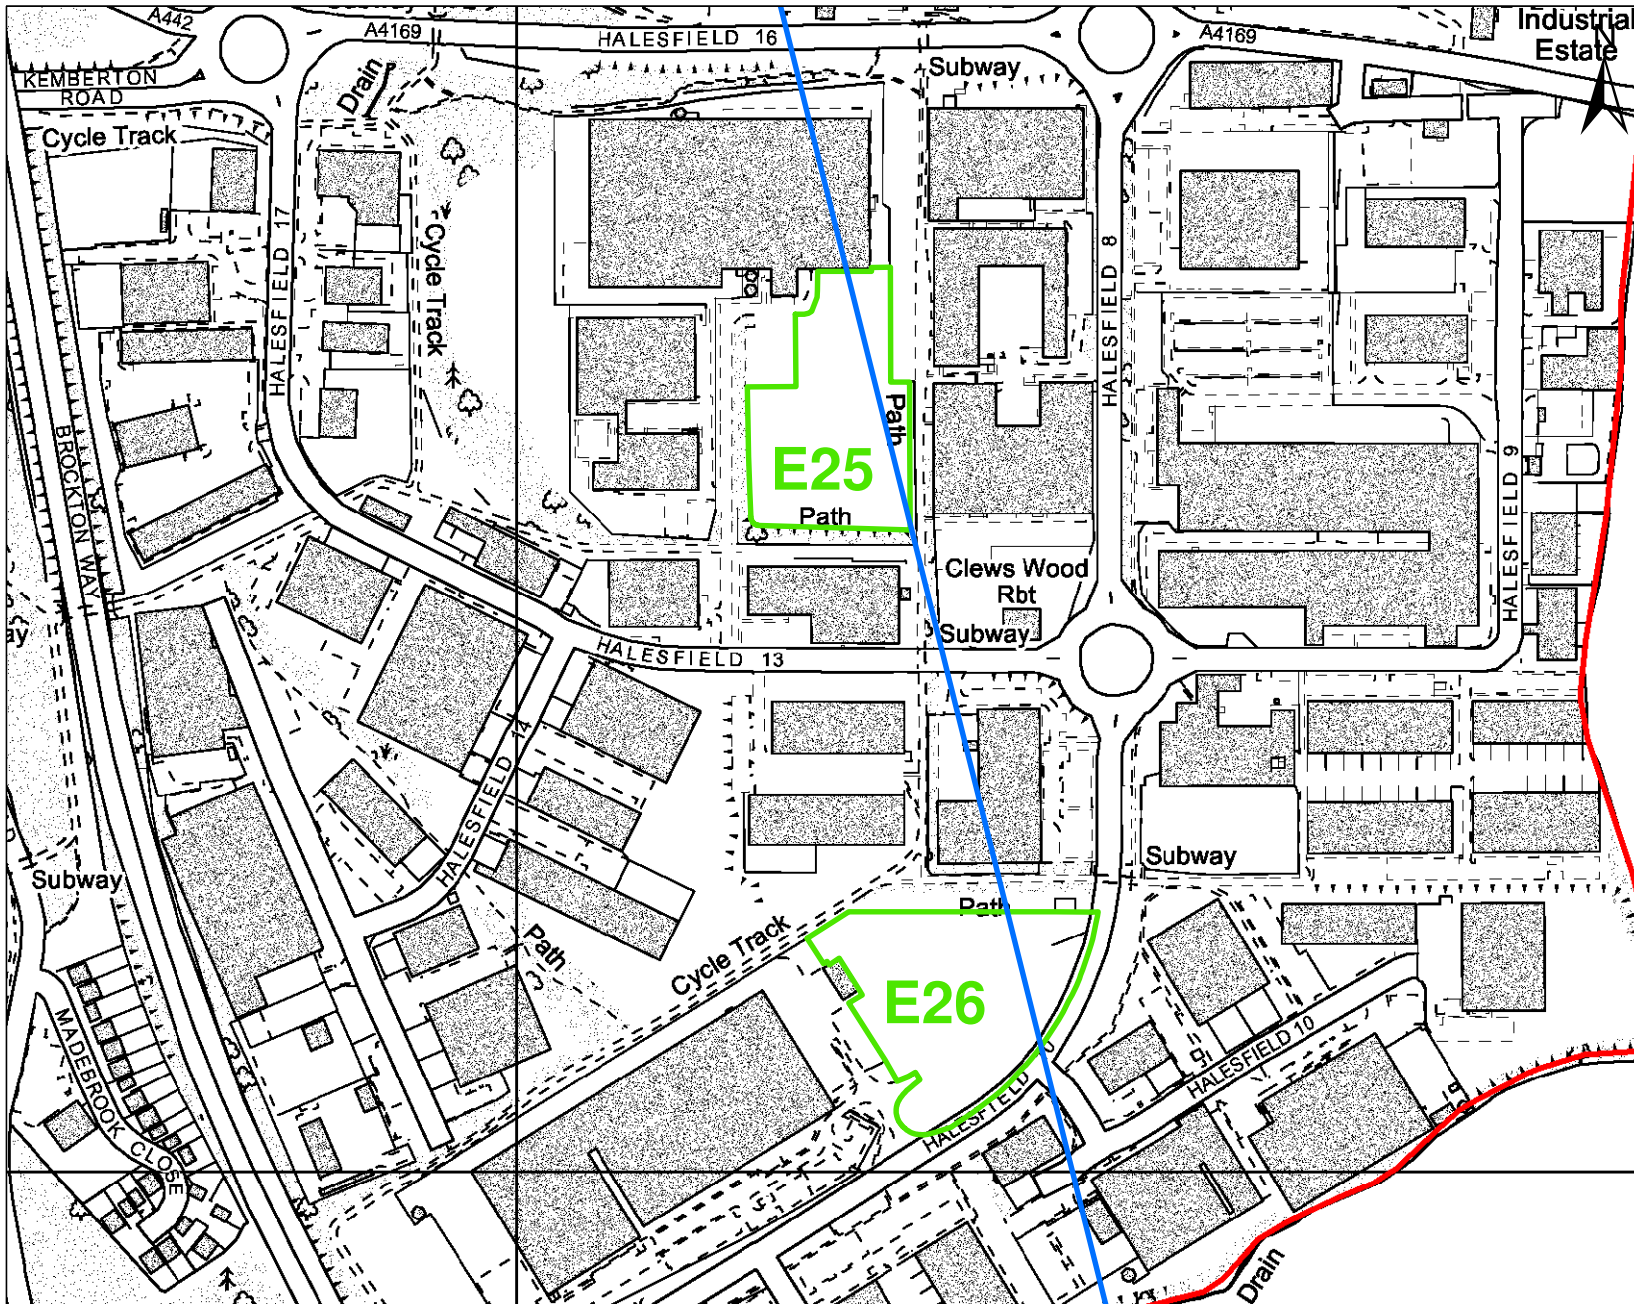 A442
A4169
HALESFIELD 16
A4169
Industrial
Estate
N
KEMBERTON
ROAD
Drain
Subway
Cycle Track
HALESFIELD 17
Cycle Track
HALESFIELD 8
Path
E25
Path
BROCKTON WAY
HALESFIELD 9
Clews Wood
Rbt
Subway
HALESFIELD 13
HALESFIELD 14
Subway
Subway
Path
Cycle Track
Path
E26
MADEBROOK CLOSE
HALESFIELD 10
HALESFIELD
Drain